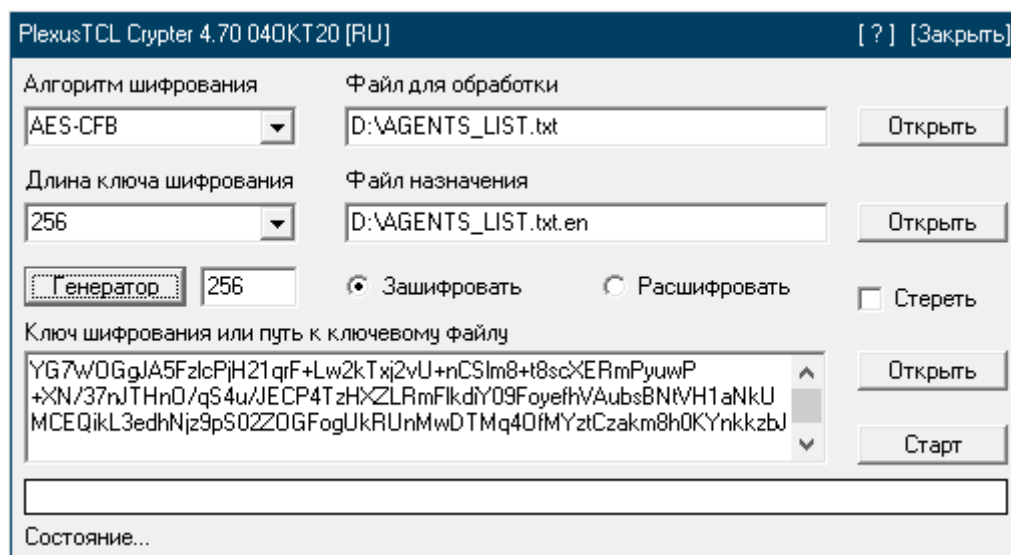 PlexusTCL Crypter 4.70 04OKT20 [RU] [ ? ] [Закрыть]
Алгоритм шифрования Файл для обработки
AES-CFB D:\AGENTS_LIST.txt Открыть
Длина ключа шифрования Файл назначения
256 D:\AGENTS_LIST.txt.en Открыть
Генератор 256 Зашифровать Расшифровать Стереть
Ключ шифрования или путь к ключевому файлу
YG7WOGgJA5FzlcPjH21qrF+Lw2kTxj2vU+nCSlm8+t8scXERmPyuwP
+XN/37nJTHnO/qS4u/JECP4TzHXZLRmFlkdiY09FoyefhVAubsBNtVH1aNkU
MCEQikL3edhNjz9pS02ZOGFogUkRUnMwDTMq4OfMYztCzakm8h0KYnkkzbJ
Открыть
Старт
Состояние...